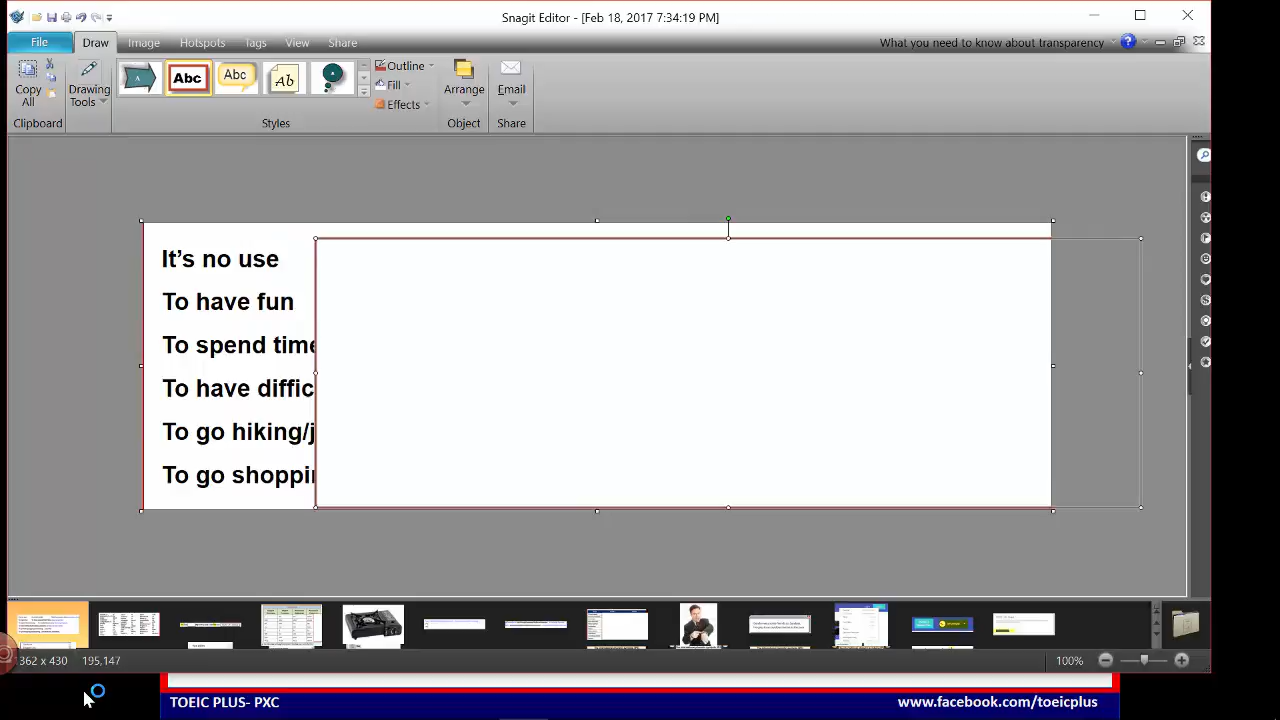 Snagit Editor - [Feb 18, 2017 7:34:19 PM]
File Draw Image Hotspots Tags View Share
What you need to know about transparency
Copy All
Clipboard
Drawing Tools
Abc
Abc
Ab
Styles
Outline
Fill
Effects
Arrange
Object
Email
Share
It's no use
To have fun
To spend time
To have diffic
To go hiking/j
To go shoppin
1362 x 430 195,147
100%
TOEIC PLUS- PXC
www.facebook.com/toeicplus